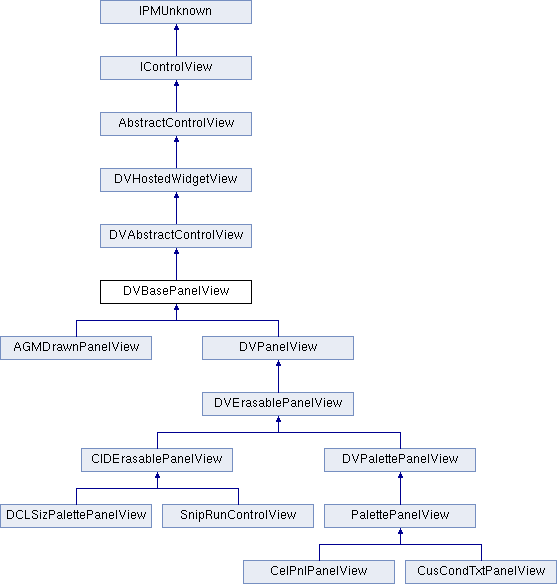 IPMUnknown
IControlView
AbstractControlView
DVHostedWidgetView
DVAbstractControlView
DVBasePanelView
AGMDrawnPanelView
DVPanelView
DVErasablePanelView
CIDErasablePanelView
DVPalettePanelView
DCLSizPalettePanelView
SnipRunControlView
PalettePanelView
CelPnlPanelView
CusCondTxtPanelView